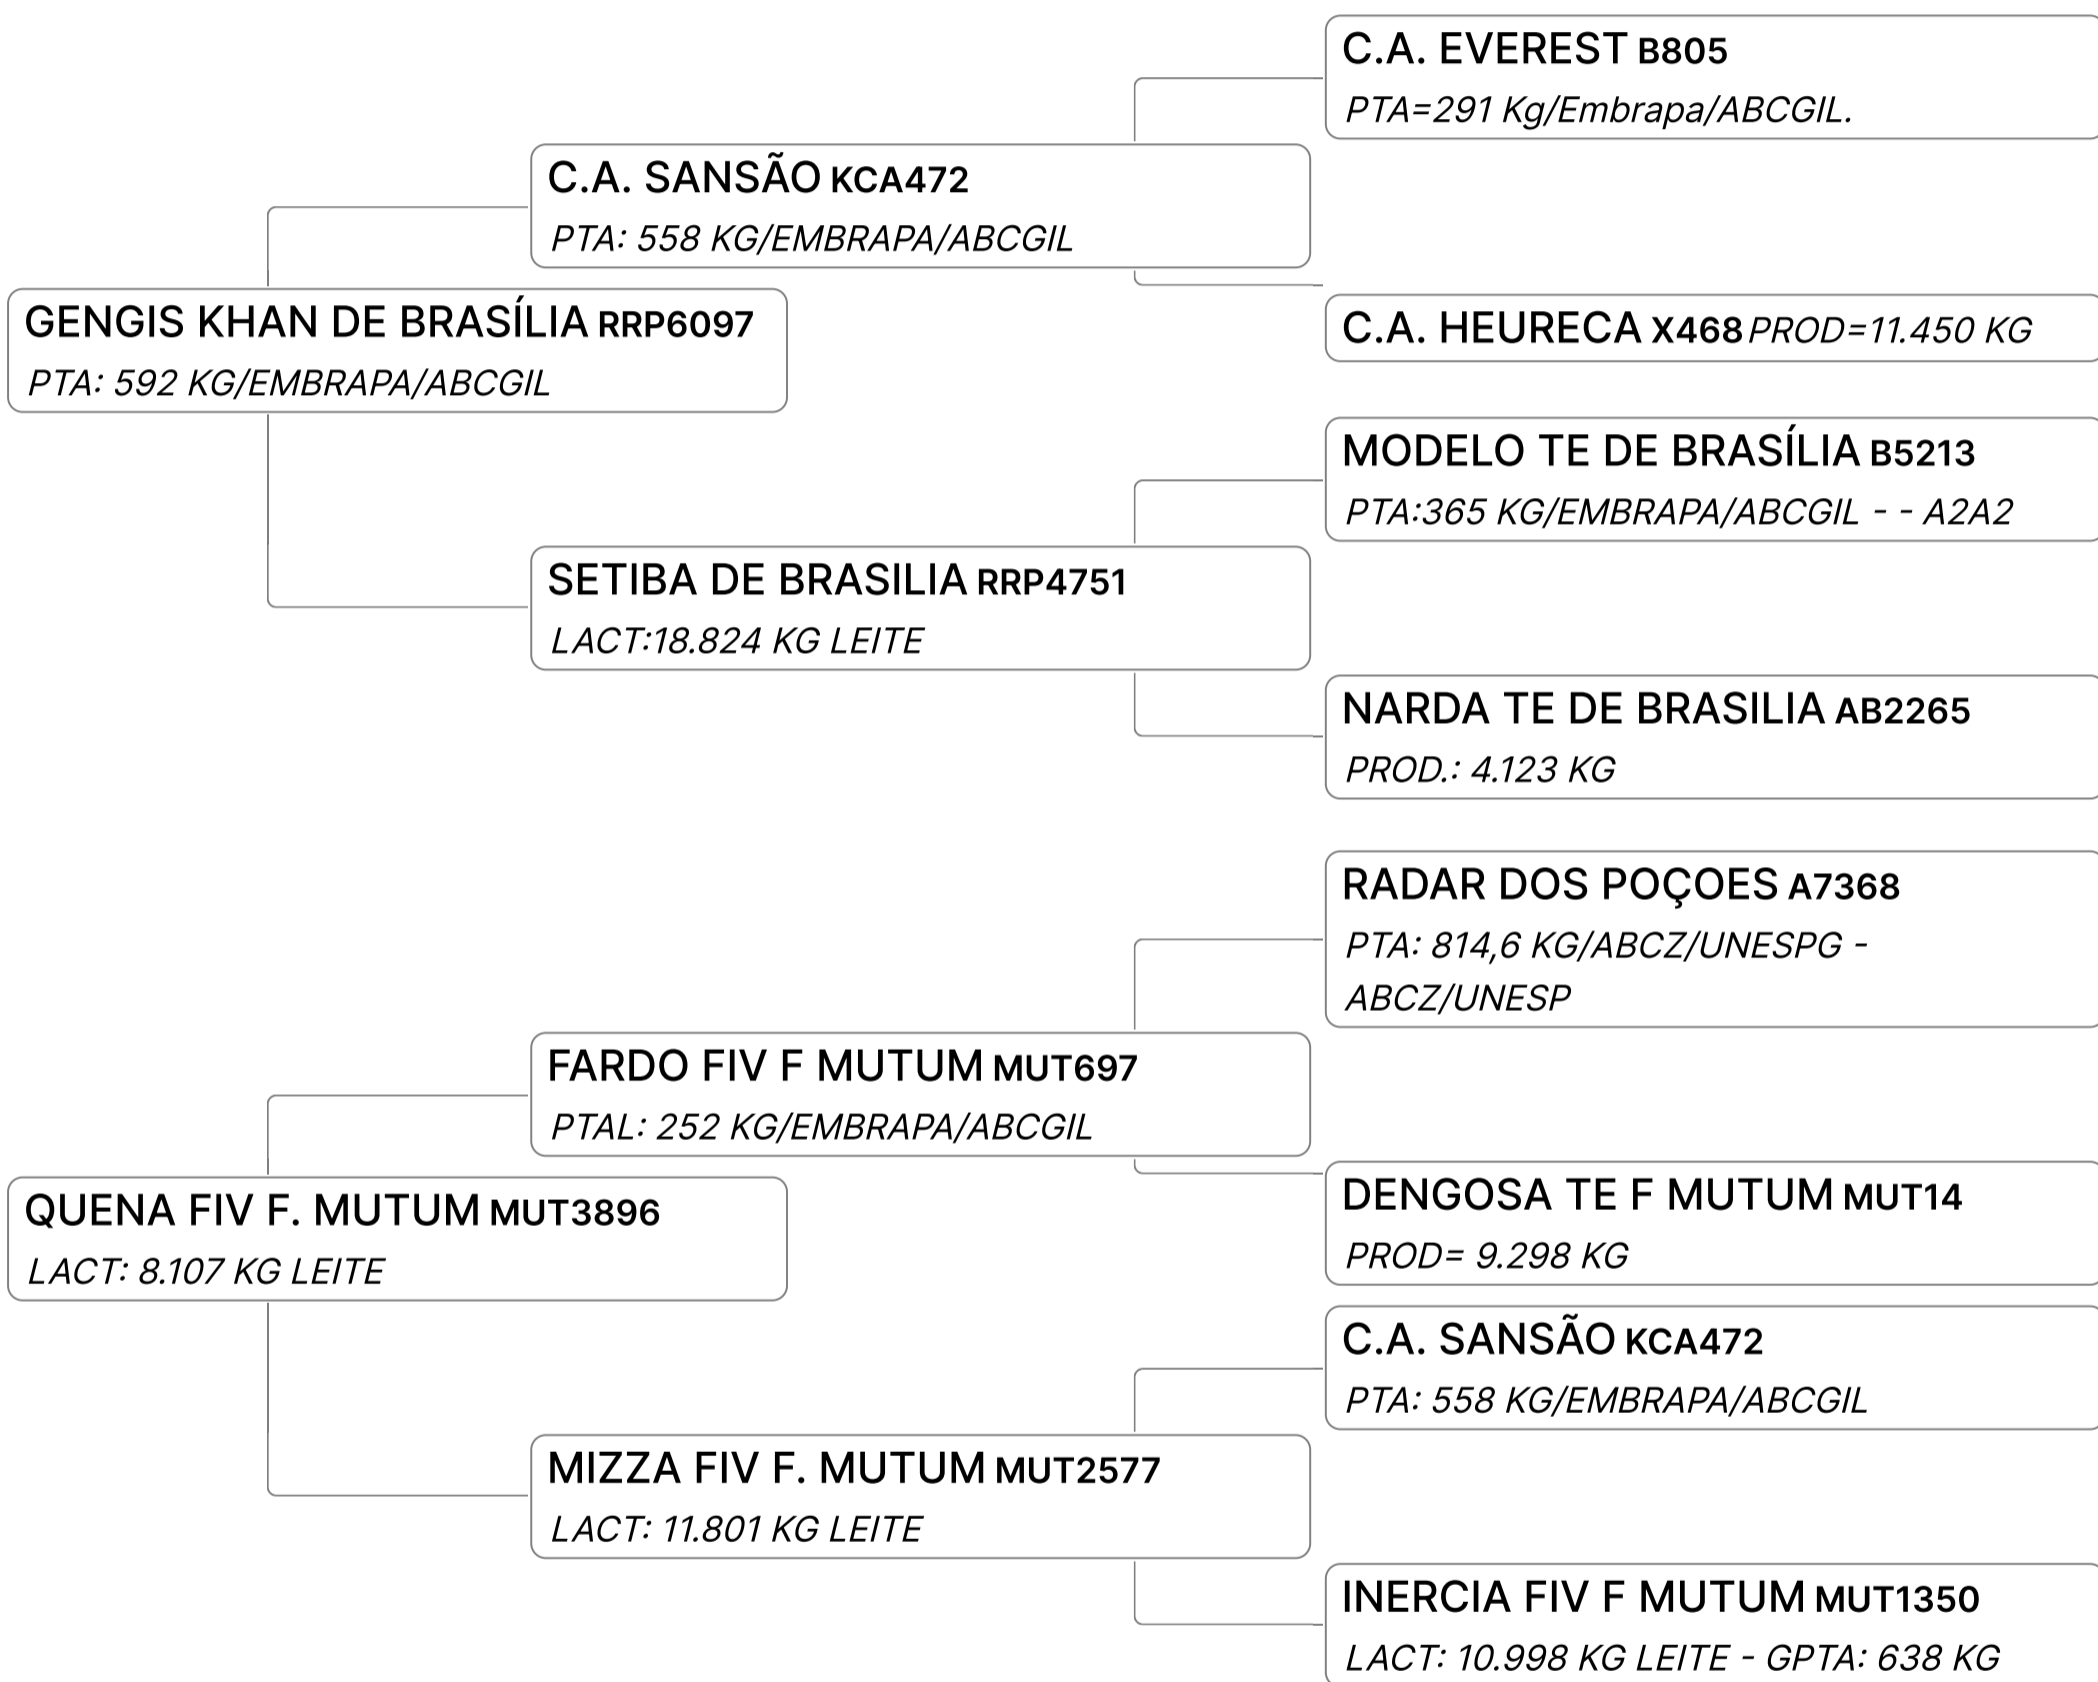 C.A. EVEREST B805
PTA=291 Kg/Embrapa/ABCGIL.
C.A. SANSÃO KCA472
PTA: 558 KG/EMBRAPA/ABCGIL
GENGIS KHAN DE BRASÍLIA RRP6097
PTA: 592 KG/EMBRAPA/ABCGIL
C.A. HEURECA X468 PROD=11.450 KG
MODELO TE DE BRASÍLIA B5213
PTA:365 KG/EMBRAPA/ABCGIL - - A2A2
SETIBA DE BRASILIA RRP4751
LACT:18.824 KG LEITE
NARDA TE DE BRASILIA AB2265
PROD.: 4.123 KG
RADAR DOS POÇOES A7368
PTA: 814,6 KG/ABCZ/UNESPG -
ABCZ/UNESP
FARDO FIV F MUTUM MUT697
PTAL: 252 KG/EMBRAPA/ABCGIL
QUENA FIV F. MUTUM MUT3896
LACT: 8.107 KG LEITE
DENGOSA TE F MUTUM MUT14
PROD= 9.298 KG
C.A. SANSÃO KCA472
PTA: 558 KG/EMBRAPA/ABCGIL
MIZZA FIV F. MUTUM MUT2577
LACT: 11.801 KG LEITE
INERCIA FIV F MUTUM MUT1350
LACT: 10.998 KG LEITE - GPTA: 638 KG